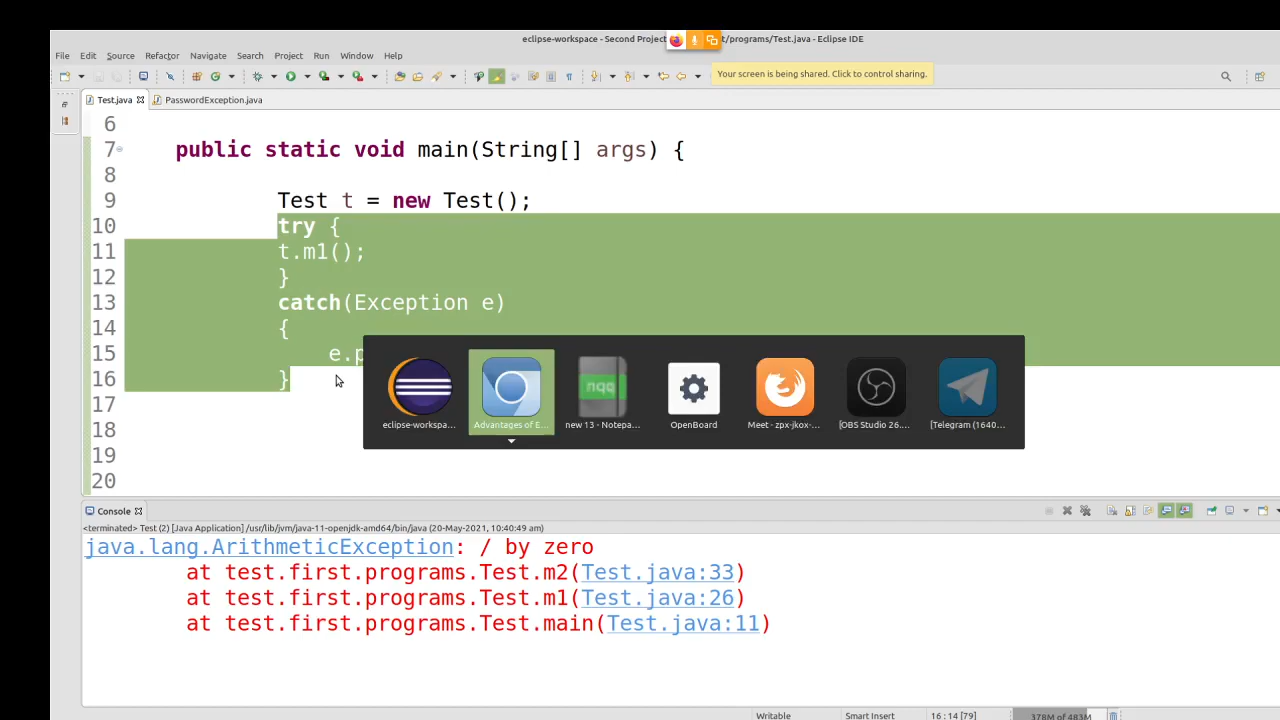 eclipse-workspace - Second Project t/programs/Test.java - Eclipse IDE
File Edit Source Refactor Navigate Search Project Run Window Help
Your screen is being shared. Click to control sharing.
Test.java PasswordException.java
6
7 public static void main(String[] args) {
8
9 Test t = new Test();
10 try {
11 t.m1();
12 }
13 catch(Exception e)
14 {
15 e.p
16 }
17
18
19
20
nqq
eclipse-workspa... Advantages of E... new 13 - Notepa... OpenBoard Meet - zpx-jkox-... [OBS Studio 26.... [Telegram (1640...
Console
<terminated> Test (2) [Java Application] /usr/lib/jvm/java-11-openjdk-amd64/bin/java (20-May-2021, 10:40:49 am)
java.lang.ArithmeticException: / by zero
at test.first.programs.Test.m2(Test.java:33)
at test.first.programs.Test.m1(Test.java:26)
at test.first.programs.Test.main(Test.java:11)
Writable Smart Insert 16 : 14 [79] 378M of 483M